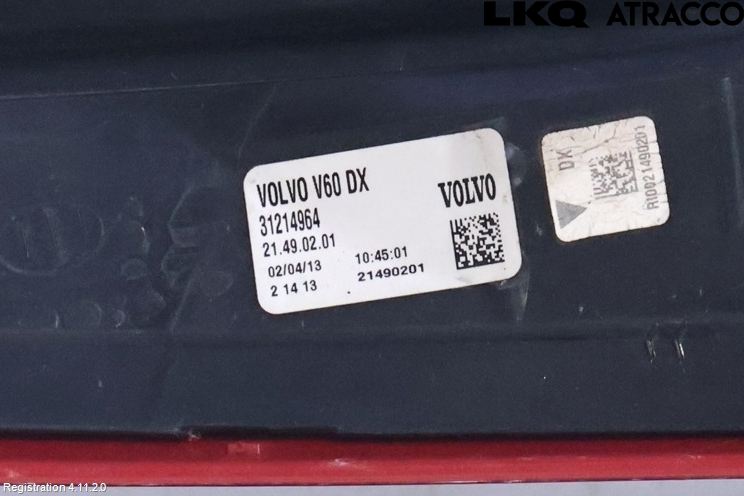 LKQ ATRACCO
VOLVO V60 DX
31214964
VOLVO
21.49.02.01
02/04/13 10:45:01
2 14 13 21490201
DX
R10021490201
Registration 4.11.2.0